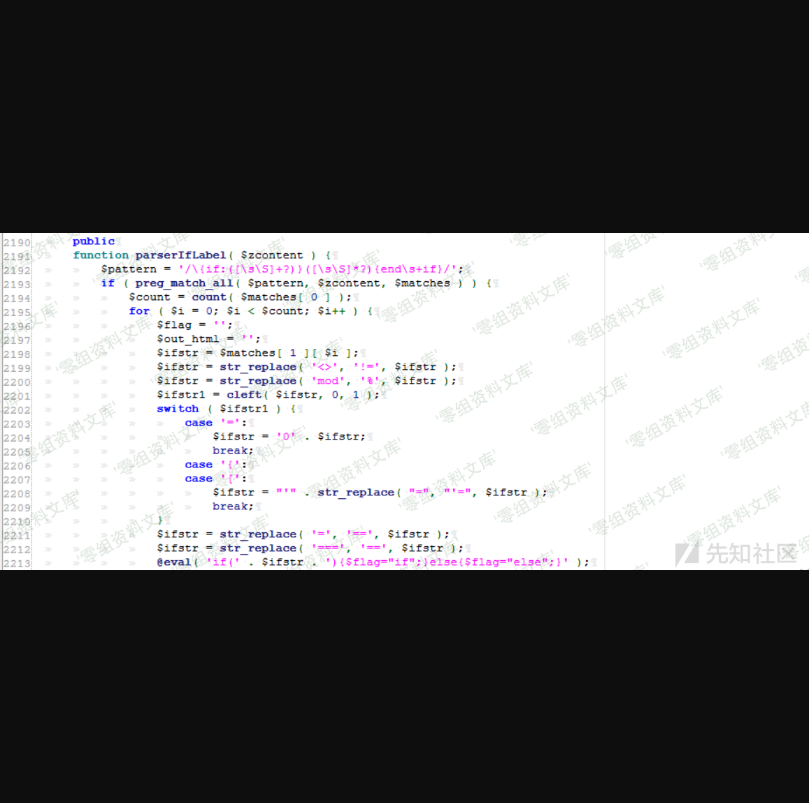 2190 public
2191 function parserIfLabel( $zcontent ) {
2192 $pattern = '/\{if:([\s\S]+?)}([\s\S]*?){end\s+if}/';
2193 if ( preg_match_all( $pattern, $zcontent, $matches ) ) {
2194 $count = count( $matches[ 0 ] );
2195 for ( $i = 0; $i < $count; $i++ ) {
2196 $flag = '';
2197 $out_html = '';
2198 $ifstr = $matches[ 1 ][ $i ];
2199 $ifstr = str_replace( '<>', '!=', $ifstr );
2200 $ifstr = str_replace( 'mod', '%', $ifstr );
2201 $ifstr1 = cleft( $ifstr, 0, 1 );
2202 switch ( $ifstr1 ) {
2203 case '=':
2204 $ifstr = '0' . $ifstr;
2205 break;
2206 case '{':
2207 case '[':
2208 $ifstr = "'" . str_replace( "=", "'=", $ifstr );
2209 break;
2210 }
2211 $ifstr = str_replace( '=', '==', $ifstr );
2212 $ifstr = str_replace( '===', '==', $ifstr );
2213 @eval( 'if(' . $ifstr . '){$flag="if";}else{$flag="else";}' );
先知社区
'零组资料文库'